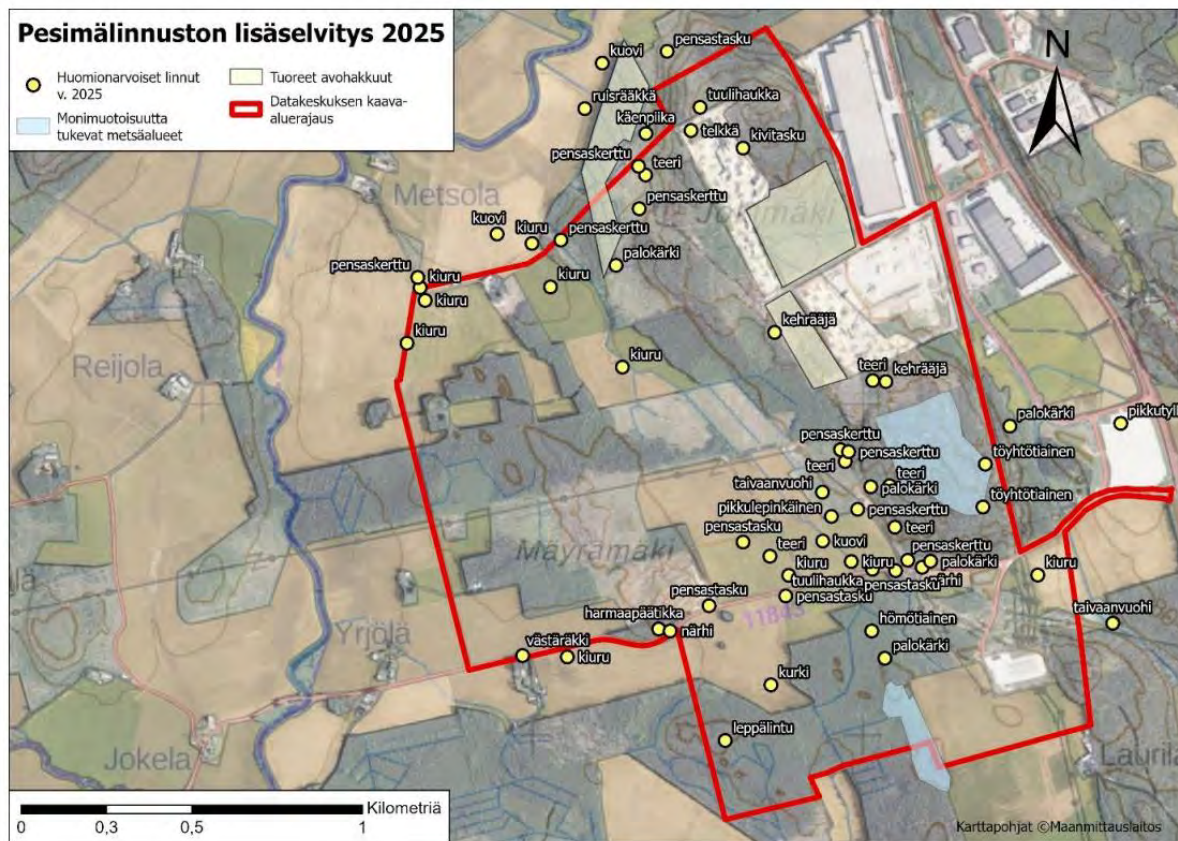 Pesimälinnuston lisäselvitys 2025
Huomionarvoiset linnut
v. 2025
Monimuotoisuutta
tukevat metsäalueet
Tuoreet avohakkuut
Datakeskuksen kaava-
aluerajaus
N
kuovi
pensastasku
ruisrääkkä
tuulihaukka
käenpiika
telkkä
kivitasku
pensaskerttu
teeri
Metsola
pensaskerttu
Jokimäki
kuovi
kiuru
pensaskerttu
palokärki
pensaskerttu
kiuru
kiuru
kiuru
kiuru
kehrääjä
Reijola
kiuru
teeri
kehrääjä
palokärki
pikkutyll
pensaskerttu
pensaskerttu
teeri
töyhtötiainen
taivaanvuohi
teeri
palokärki
töyhtötiainen
pikkulepinkäinen
pensaskerttu
pensastasku
kuovi
teeri
Mäyrämäki
teeri
kiuru
kiuru
pensaskerttu
palokärki
kiuru
tuulihaukka
närhi
pensastasku
pensastasku
pensastasku
11845
taivaanvuohi
harmaapäätikka
närhi
hömötiainen
Yrjölä
västäräkki
kiuru
palokärki
kurki
leppälintu
Jokela
Laurila
Kilometriä
0
0,3
0,5
1
Karttapohjat ©Maanmittauslaitos